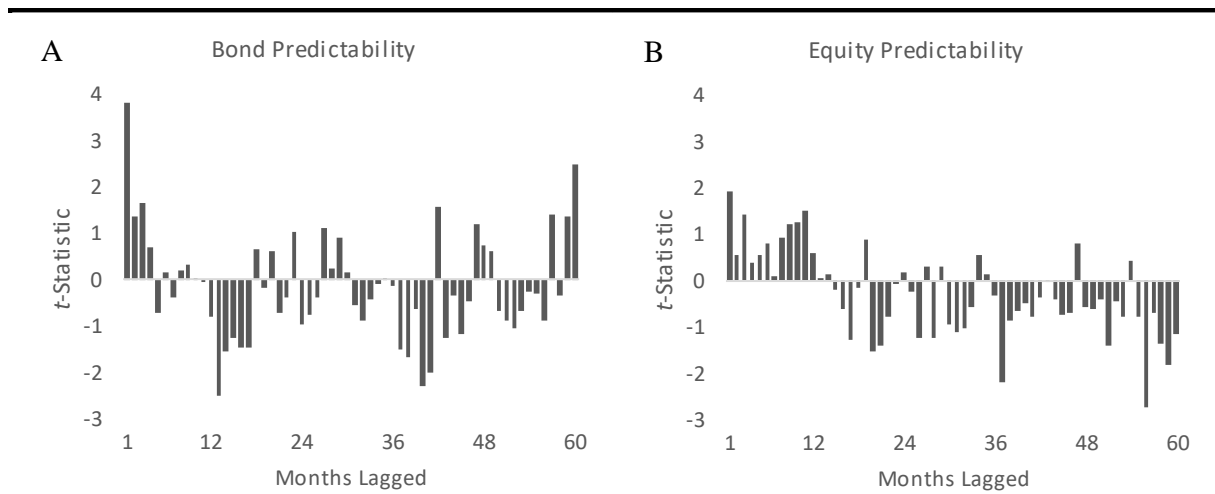 A
Bond Predictability
4
3
2
1
0
-1
-2
-3
t-Statistic
1 12 24 36 48 60
Months Lagged
B
Equity Predictability
4
3
2
1
0
-1
-2
-3
t-Statistic
1 12 24 36 48 60
Months Lagged